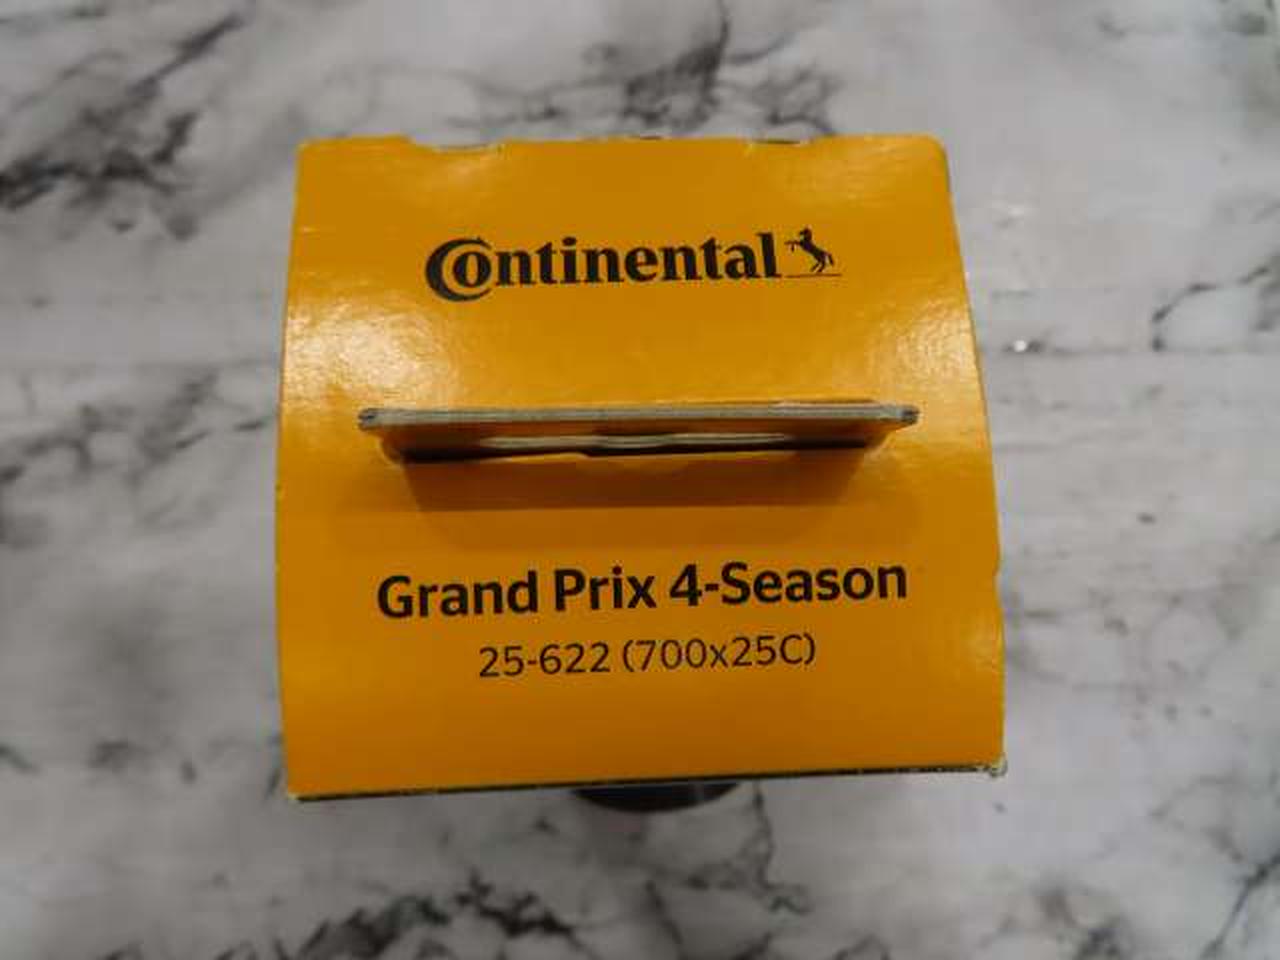 Continental
Grand Prix 4-Season
25-622 (700x25C)